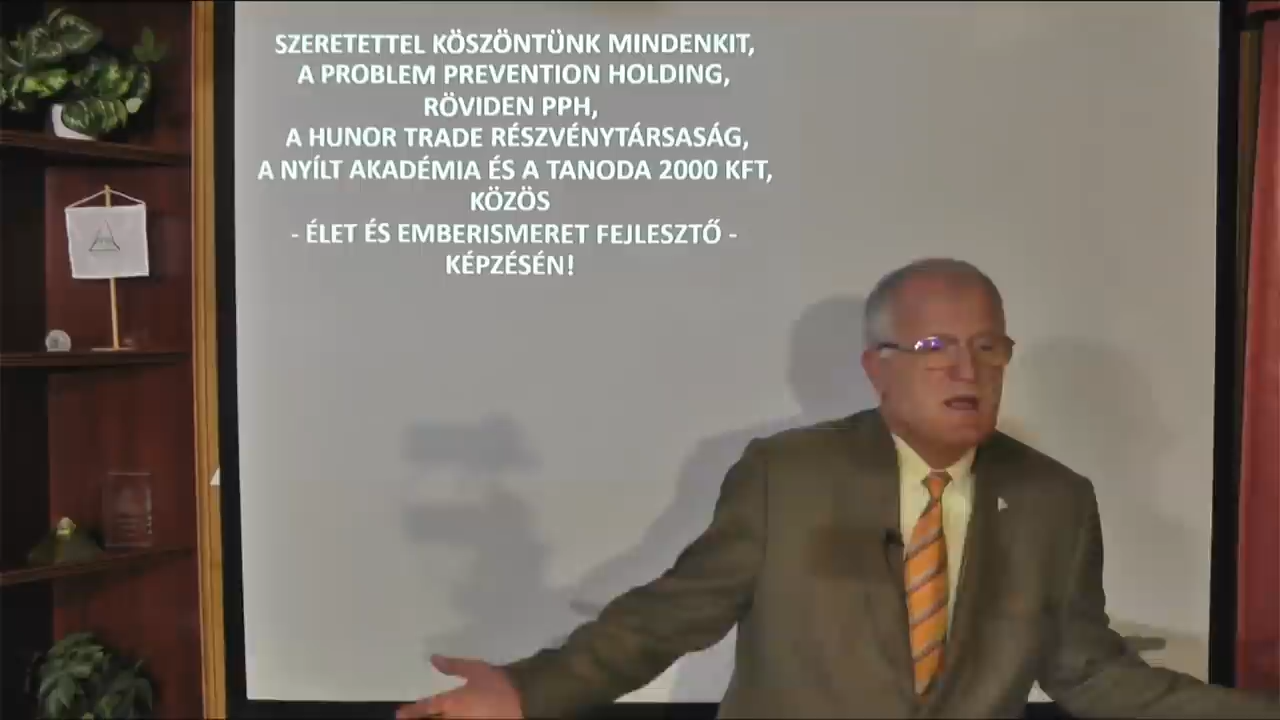 SZERETETTEL KÖSZÖNTÜNK MINDENKIT,
A PROBLEM PREVENTION HOLDING,
RÖVIDEN PPH,
A HUNOR TRADE RÉSZVÉNYTÁRSASÁG,
A NYÍLT AKADÉMIA ÉS A TANODA 2000 KFT,
KÖZÖS
- ÉLET ÉS EMBERISMERET FEJLESZTŐ -
KÉPZÉSÉN!